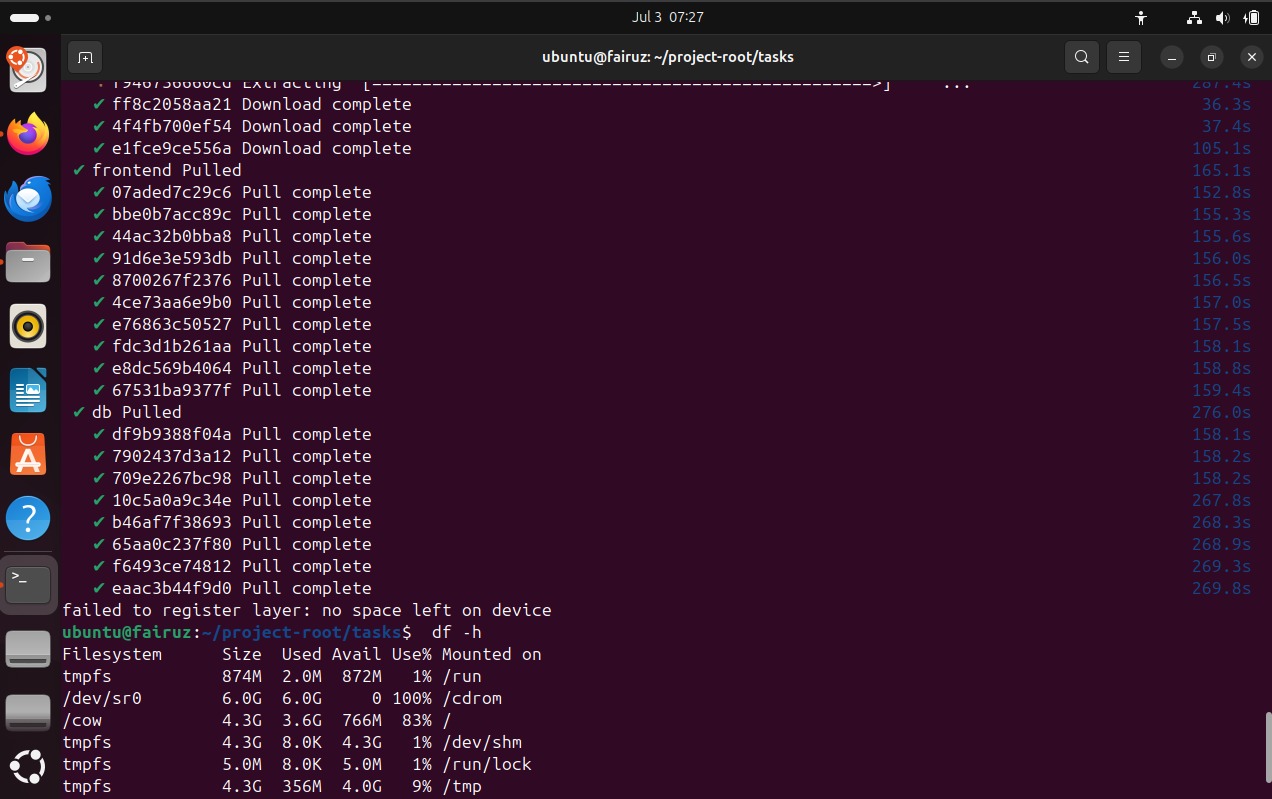 Jul 3 07:27
ubuntu@fairuz: ~/project-root/tasks
f946736660cd Extracting [==================================================>] ... 287.4s
✔ ff8c2058aa21 Download complete 36.3s
✔ 4f4fb700ef54 Download complete 37.4s
✔ e1fce9ce556a Download complete 105.1s
✔ frontend Pulled 165.1s
✔ 07aded7c29c6 Pull complete 152.8s
✔ bbe0b7acc89c Pull complete 155.3s
✔ 44ac32b0bba8 Pull complete 155.6s
✔ 91d6e3e593db Pull complete 156.0s
✔ 8700267f2376 Pull complete 156.5s
✔ 4ce73aa6e9b0 Pull complete 157.0s
✔ e76863c50527 Pull complete 157.5s
✔ fdc3d1b261aa Pull complete 158.1s
✔ e8dc569b4064 Pull complete 158.8s
✔ 67531ba9377f Pull complete 159.4s
✔ db Pulled 276.0s
✔ df9b9388f04a Pull complete 158.1s
✔ 7902437d3a12 Pull complete 158.2s
✔ 709e2267bc98 Pull complete 158.2s
✔ 10c5a0a9c34e Pull complete 267.8s
✔ b46af7f38693 Pull complete 268.3s
✔ 65aa0c237f80 Pull complete 268.9s
✔ f6493ce74812 Pull complete 269.3s
✔ eaac3b44f9d0 Pull complete 269.8s
failed to register layer: no space left on device
ubuntu@fairuz:~/project-root/tasks$ df -h
Filesystem Size Used Avail Use% Mounted on
tmpfs 874M 2.0M 872M 1% /run
/dev/sr0 6.0G 6.0G 0 100% /cdrom
/cow 4.3G 3.6G 766M 83% /
tmpfs 4.3G 8.0K 4.3G 1% /dev/shm
tmpfs 5.0M 8.0K 5.0M 1% /run/lock
tmpfs 4.3G 356M 4.0G 9% /tmp